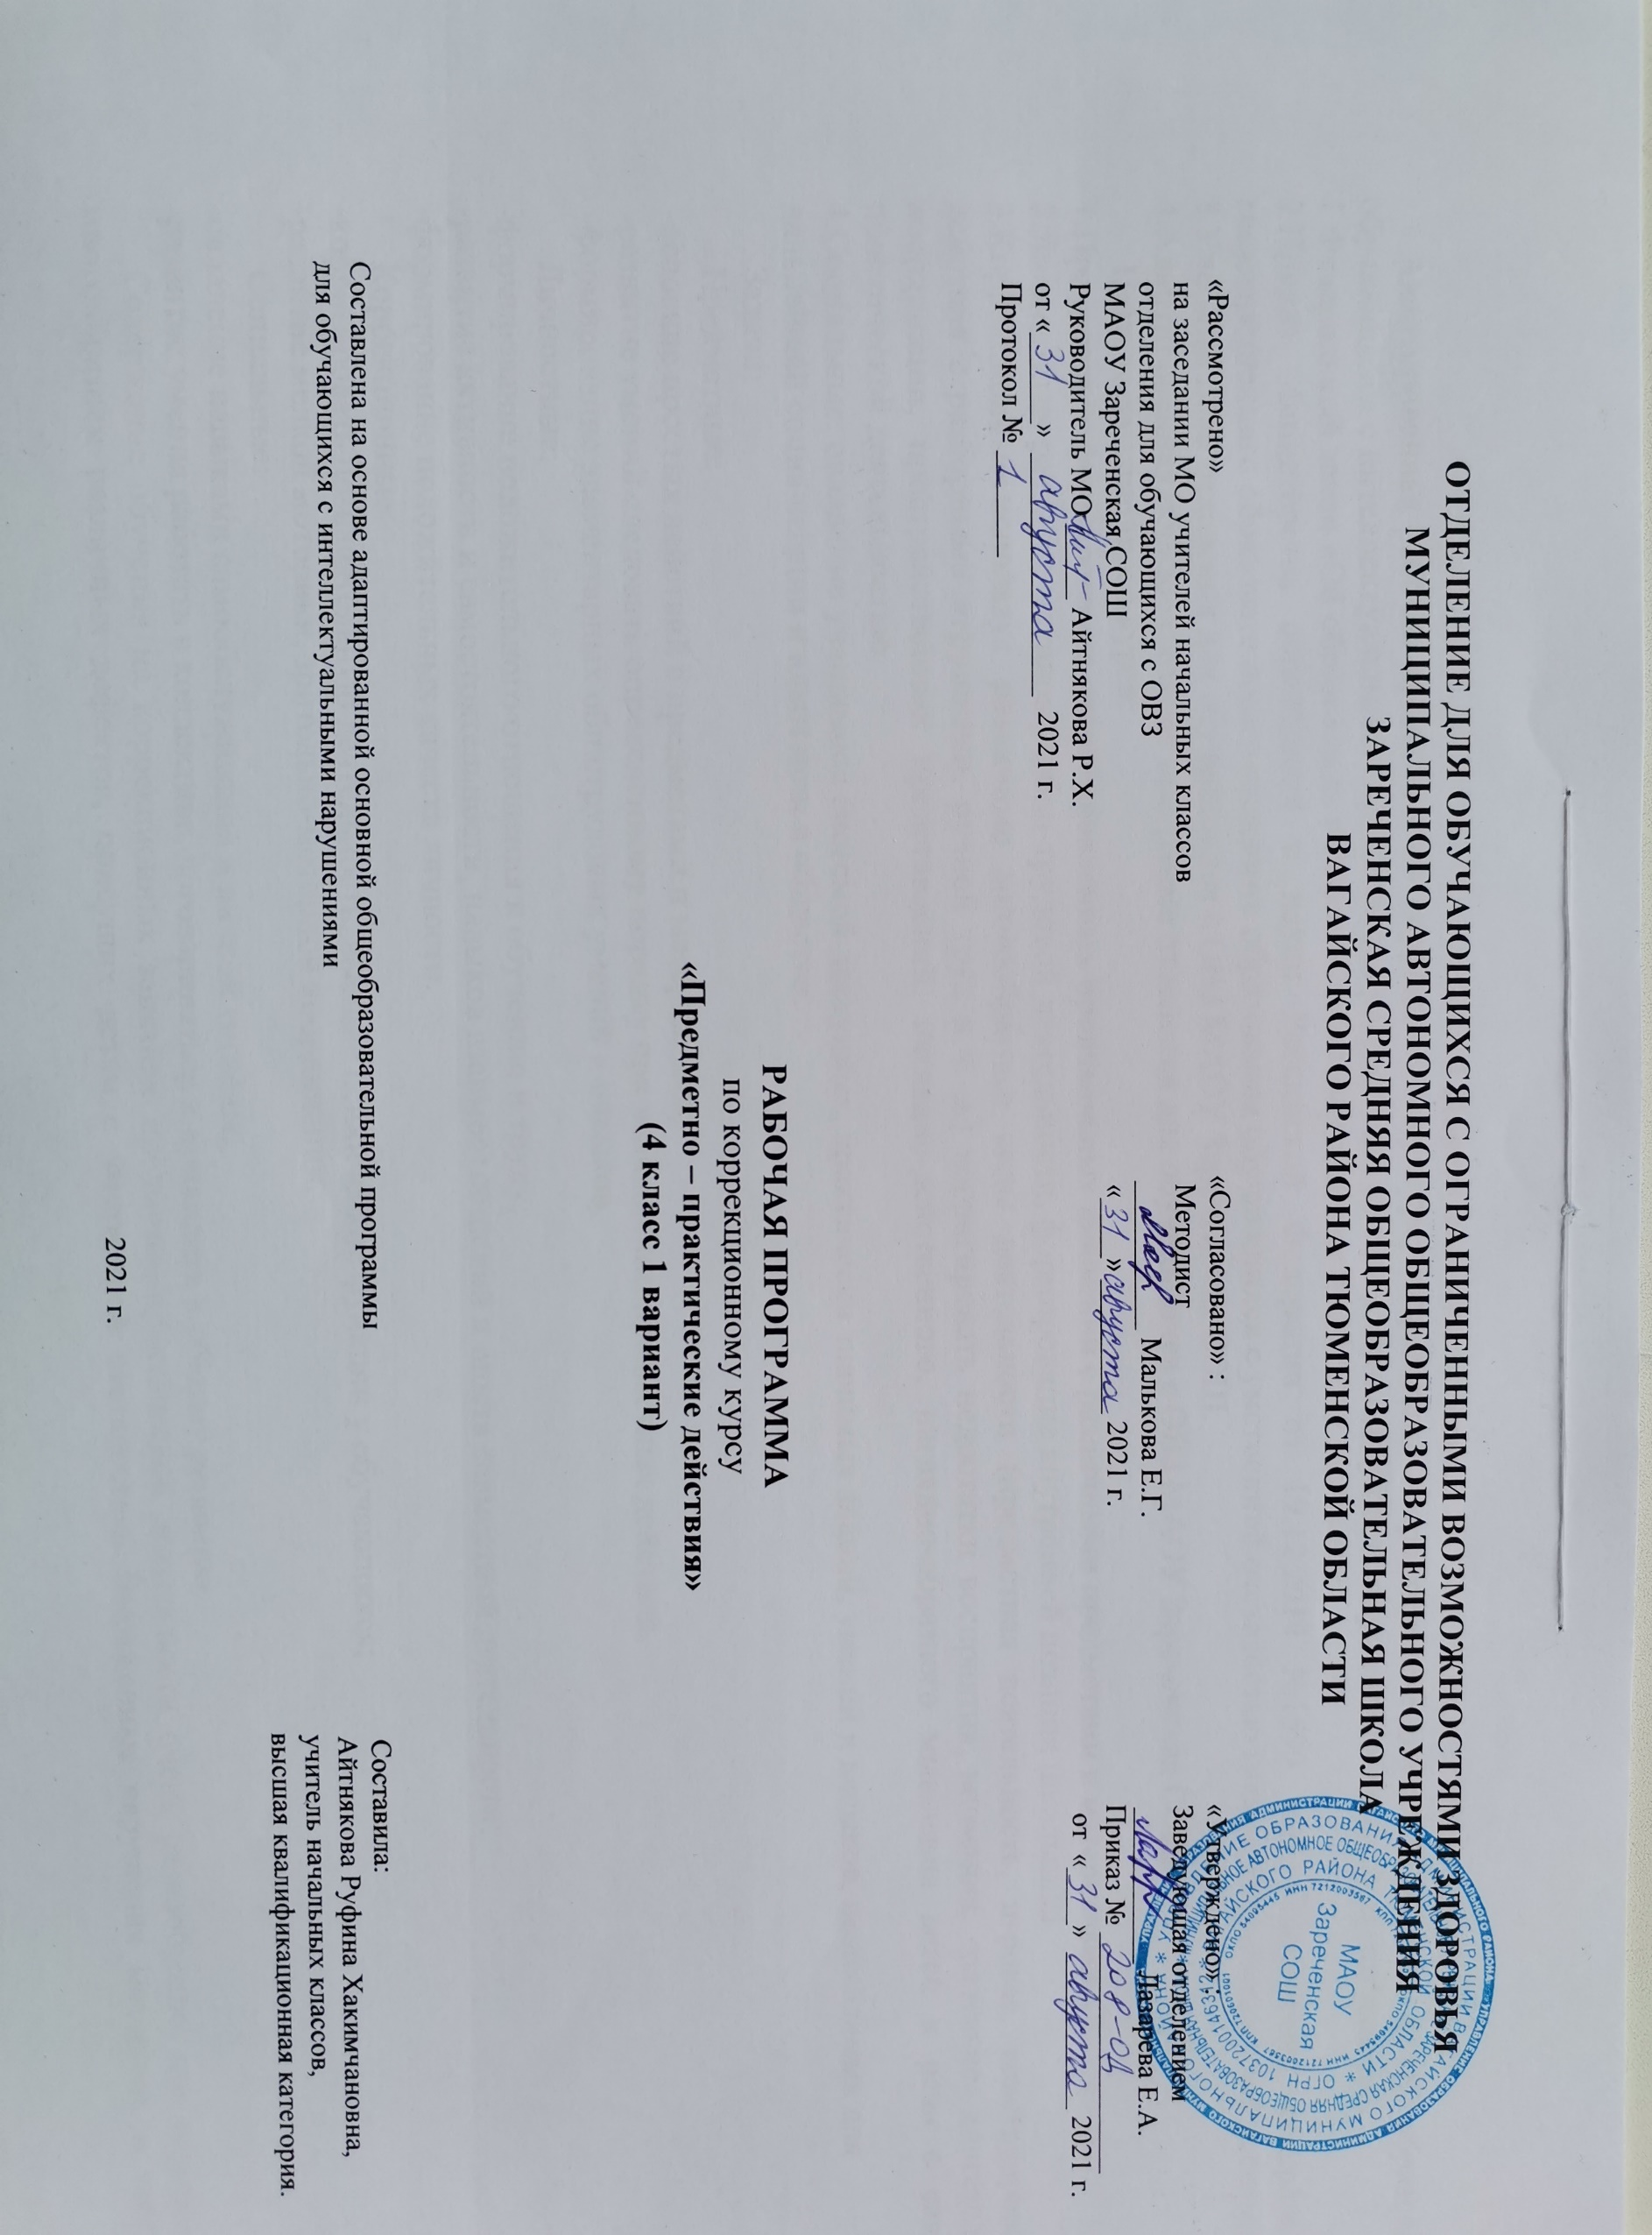 ОТДЕЛЕНИЕ ДЛЯ ОБУЧАЮЩИХСЯ С ОГРАНИЧЕННЫМИ ВОЗМОЖНОСТЯМИ ЗДОРОВЬЯ
МУНИЦИПАЛЬНОГО АВТОНОМНОГО ОБЩЕОБРАЗОВАТЕЛЬНОГО УЧРЕЖДЕНИЯ
ЗАРЕЧЕНСКАЯ СРЕДНЯЯ ОБЩЕОБРАЗОВАТЕЛЬНАЯ ШКОЛА
ВАГАЙСКОГО РАЙОНА ТЮМЕНСКОЙ ОБЛАСТИ
«Рассмотрено»
на заседании МО учителей начальных классов
отделения для обучающихся с ОВЗ
МАОУ Зареченская СОШ
Руководитель МО Айтнякова Р.Х.
от « 31 » августа 2021 г.
Протокол № 1
«Согласовано» :
Методист
Малькова Е.Г.
« 31 » августа 2021 г.
«Утверждено» :
Заведующая отделением
Лазарева Е.А.
Приказ № 208-ОД
от « 31 » августа 2021 г.
МАОУ
Зареченская
СОШ
РАБОЧАЯ ПРОГРАММА
по коррекционному курсу
«Предметно – практические действия»
(4 класс 1 вариант)
Составлена на основе адаптированной основной общеобразовательной программы
для обучающихся с интеллектуальными нарушениями
Составила:
Айтнякова Руфина Хакимчановна,
учитель начальных классов,
высшая квалификационная категория.
2021 г.